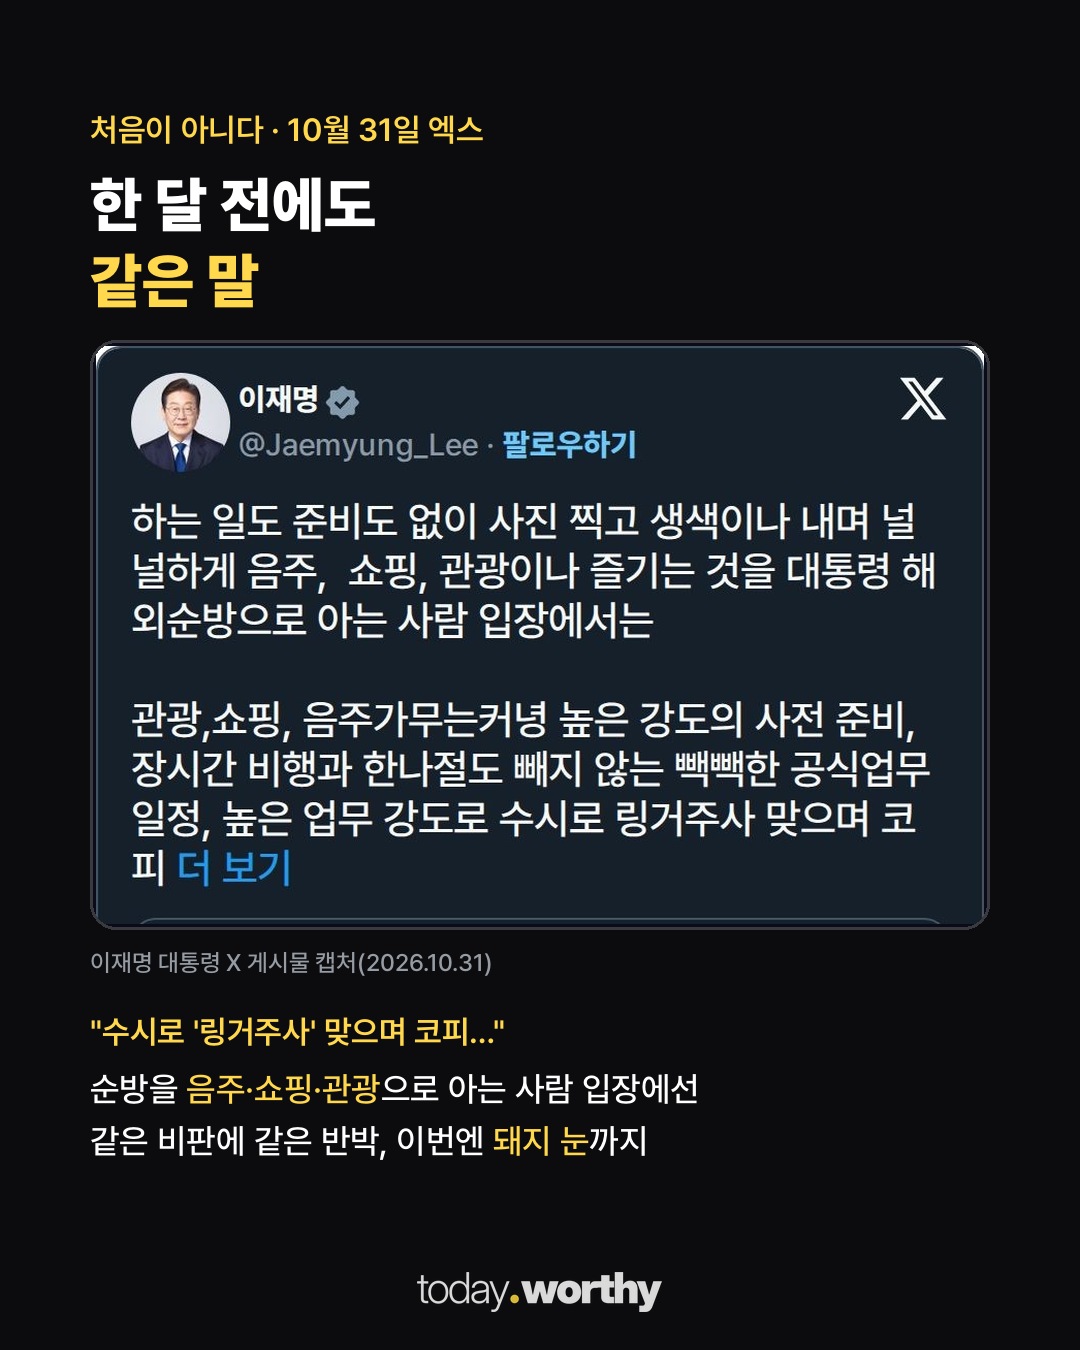 처음이 아니다 · 10월 31일 엑스
한 달 전에도
같은 말
이재명
@Jaemyung_Lee · 팔로우하기
하는 일도 준비도 없이 사진 찍고 생색이나 내며 널
널하게 음주,  쇼핑, 관광이나 즐기는 것을 대통령 해
외순방으로 아는 사람 입장에서는
관광,쇼핑, 음주가무는커녕 높은 강도의 사전 준비,
장시간 비행과 한나절도 빼지 않는 빽빽한 공식업무
일정, 높은 업무 강도로 수시로 링거주사 맞으며 코
피 더 보기
이재명 대통령 X 게시물 캡처(2026.10.31)
"수시로 '링거주사' 맞으며 코피..."
순방을 음주·쇼핑·관광으로 아는 사람 입장에선
같은 비판에 같은 반박, 이번엔 돼지 눈까지
today.worthy